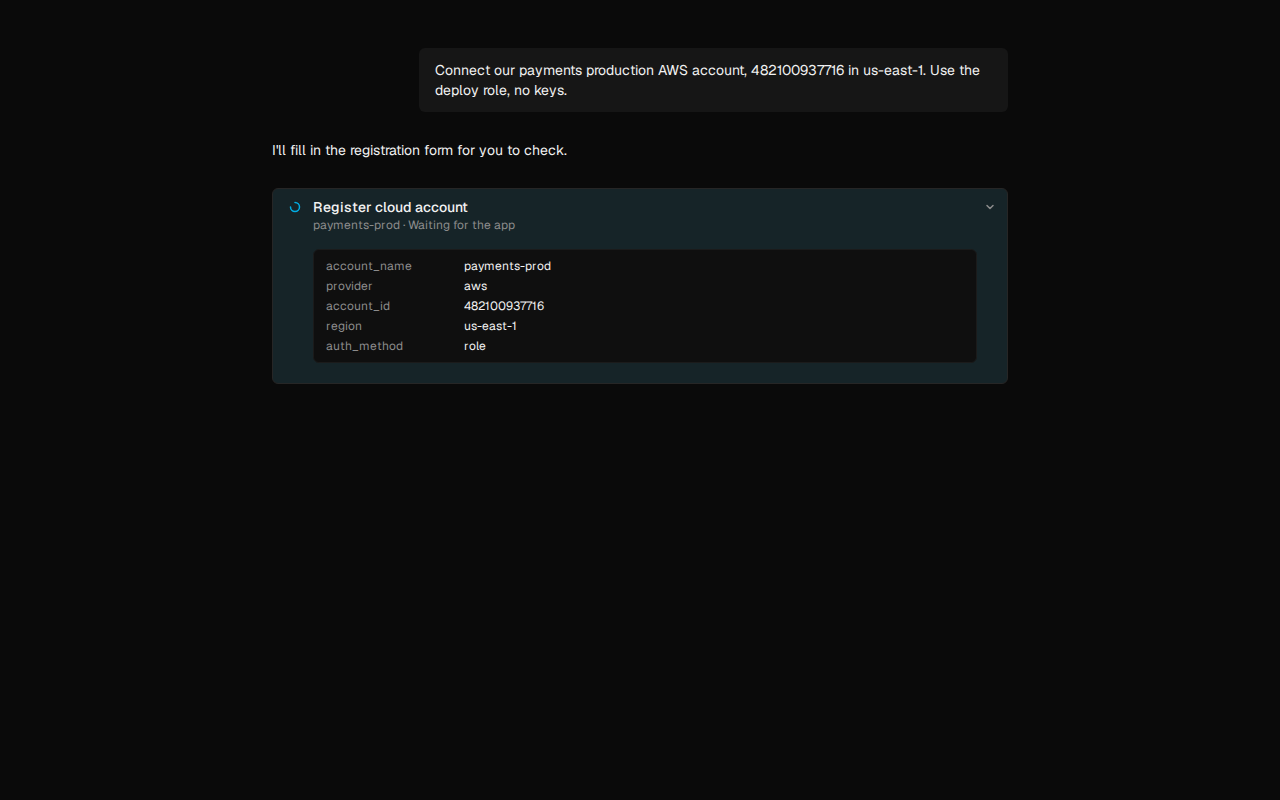 Connect our payments production AWS account, 482100937716 in us-east-1. Use the
deploy role, no keys.
I'll fill in the registration form for you to check.
Register cloud account
payments-prod · Waiting for the app
account_name payments-prod
provider aws
account_id 482100937716
region us-east-1
auth_method role